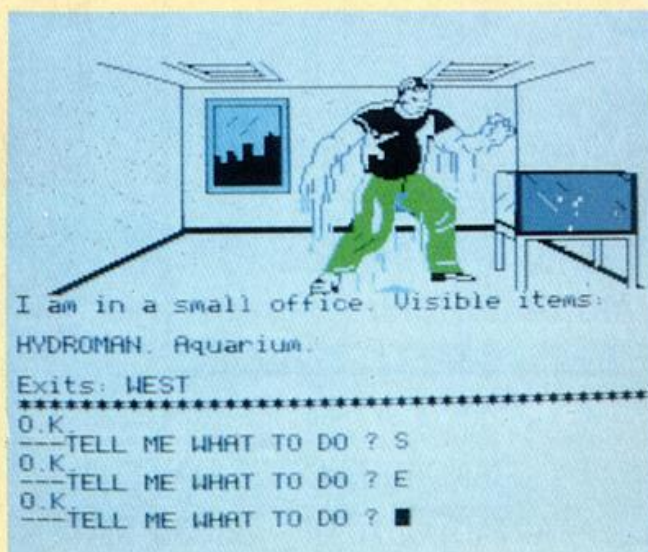 I am in a small office. Visible items:
HYDROMAN. Aquarium.
Exits: WEST
****************************************
O.K.
---TELL ME WHAT TO DO ? S
O.K.
---TELL ME WHAT TO DO ? E
O.K.
---TELL ME WHAT TO DO ?